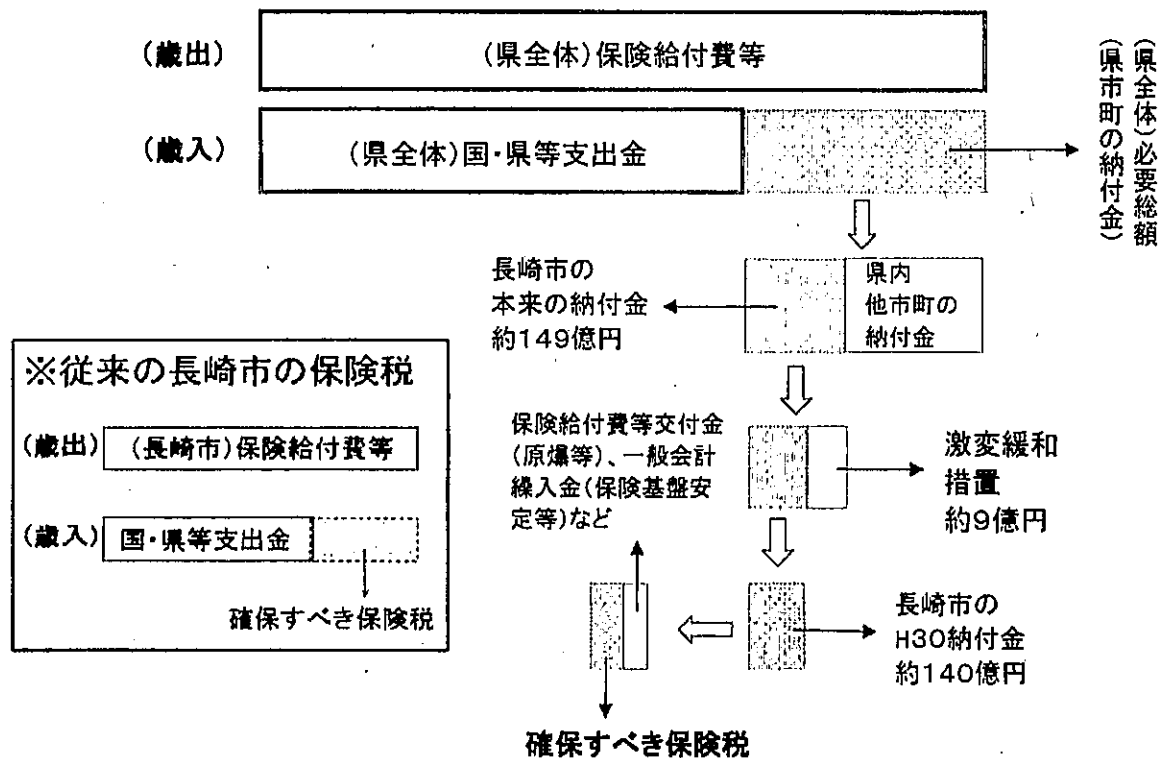 (歳出)
(県全体)保険給付費等
(歳入)
(県全体)国・県等支出金
(県全体)必要総額
(県市町の納付金)
長崎市の
本来の納付金
約149億円
県内
他市町の
納付金
※従来の長崎市の保険税
(歳出)
(長崎市)保険給付費等
(歳入)
国・県等支出金
確保すべき保険税
保険給付費等交付金
(原爆等)、一般会計
繰入金(保険基盤安
定等)など
激変緩和
措置
約9億円
長崎市の
H30納付金
約140億円
確保すべき保険税